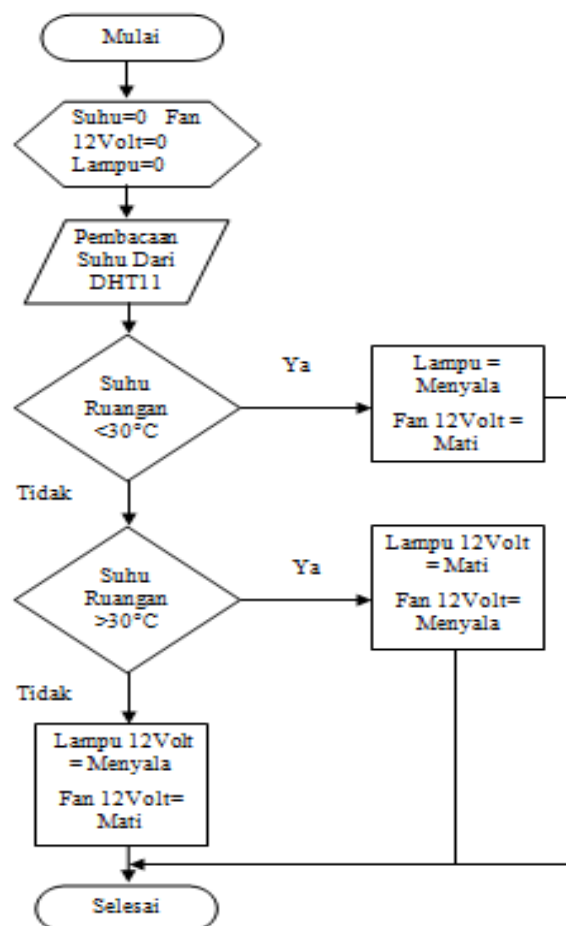 Mulai
Suhu=0 Fan
12Volt=0
Lampu=0
Pembacaan
Suhu Dari
DHT11
Suhu
Ruangan
<30°C
Ya
Lampu =
Menyala
Fan 12Volt =
Mati
Tidak
Suhu
Ruangan
>30°C
Ya
Lampu 12Volt
= Mati
Fan 12Volt=
Menyala
Tidak
Lampu 12Volt
= Menyala
Fan 12Volt=
Mati
Selesai